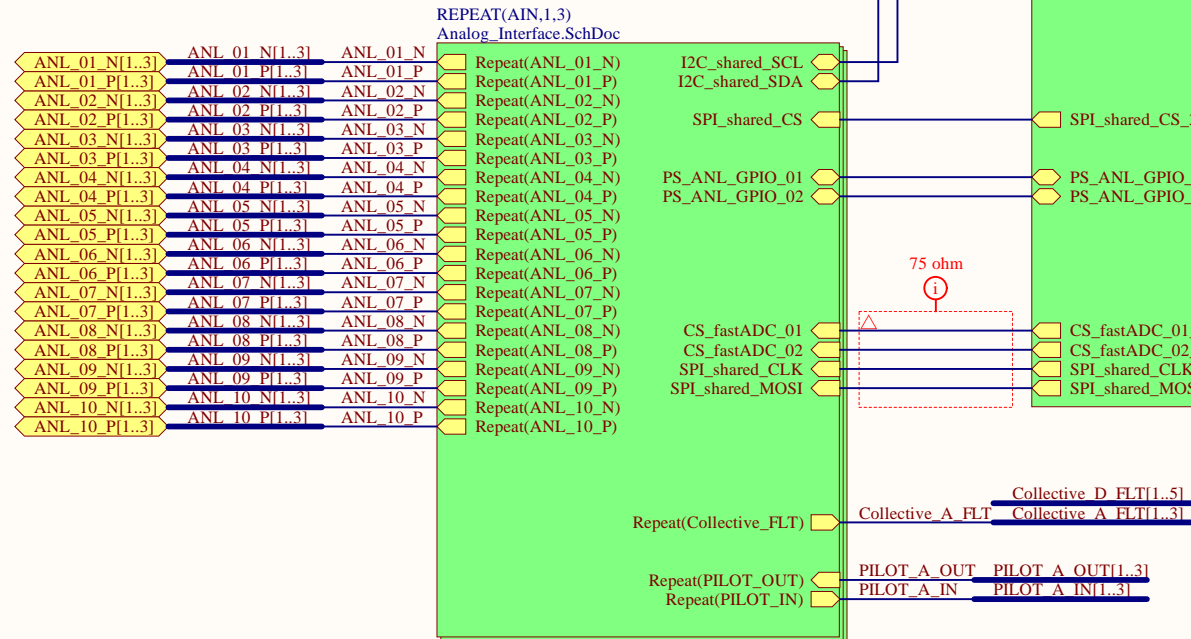 REPEAT(AIN,1,3)
Analog_Interface.SchDoc
ANL_01_N[1..3] ANL_01_N[1..3] ANL_01_N Repeat(ANL_01_N) I2C_shared_SCL
ANL_01_P[1..3] ANL_01_P[1..3] ANL_01_P Repeat(ANL_01_P) I2C_shared_SDA
ANL_02_N[1..3] ANL_02_N[1..3] ANL_02_N Repeat(ANL_02_N)
ANL_02_P[1..3] ANL_02_P[1..3] ANL_02_P Repeat(ANL_02_P) SPI_shared_CS SPI_shared_CS_
ANL_03_N[1..3] ANL_03_N[1..3] ANL_03_N Repeat(ANL_03_N)
ANL_03_P[1..3] ANL_03_P[1..3] ANL_03_P Repeat(ANL_03_P)
ANL_04_N[1..3] ANL_04_N[1..3] ANL_04_N Repeat(ANL_04_N) PS_ANL_GPIO_01 PS_ANL_GPIO_
ANL_04_P[1..3] ANL_04_P[1..3] ANL_04_P Repeat(ANL_04_P) PS_ANL_GPIO_02 PS_ANL_GPIO_
ANL_05_N[1..3] ANL_05_N[1..3] ANL_05_N Repeat(ANL_05_N)
ANL_05_P[1..3] ANL_05_P[1..3] ANL_05_P Repeat(ANL_05_P)
ANL_06_N[1..3] ANL_06_N[1..3] ANL_06_N Repeat(ANL_06_N)
ANL_06_P[1..3] ANL_06_P[1..3] ANL_06_P Repeat(ANL_06_P)
75 ohm
i
ANL_07_N[1..3] ANL_07_N[1..3] ANL_07_N Repeat(ANL_07_N)
ANL_07_P[1..3] ANL_07_P[1..3] ANL_07_P Repeat(ANL_07_P)
ANL_08_N[1..3] ANL_08_N[1..3] ANL_08_N Repeat(ANL_08_N) CS_fastADC_01 CS_fastADC_01
ANL_08_P[1..3] ANL_08_P[1..3] ANL_08_P Repeat(ANL_08_P) CS_fastADC_02 CS_fastADC_02
ANL_09_N[1..3] ANL_09_N[1..3] ANL_09_N Repeat(ANL_09_N) SPI_shared_CLK SPI_shared_CLK
ANL_09_P[1..3] ANL_09_P[1..3] ANL_09_P Repeat(ANL_09_P) SPI_shared_MOSI SPI_shared_MOS
ANL_10_N[1..3] ANL_10_N[1..3] ANL_10_N Repeat(ANL_10_N)
ANL_10_P[1..3] ANL_10_P[1..3] ANL_10_P Repeat(ANL_10_P)
Collective_D_FLT[1..5]
Repeat(Collective_FLT) Collective_A_FLT Collective_A_FLT[1..3]
Repeat(PILOT_OUT) PILOT_A_OUT PILOT_A_OUT[1..3]
Repeat(PILOT_IN) PILOT_A_IN PILOT_A_IN[1..3]